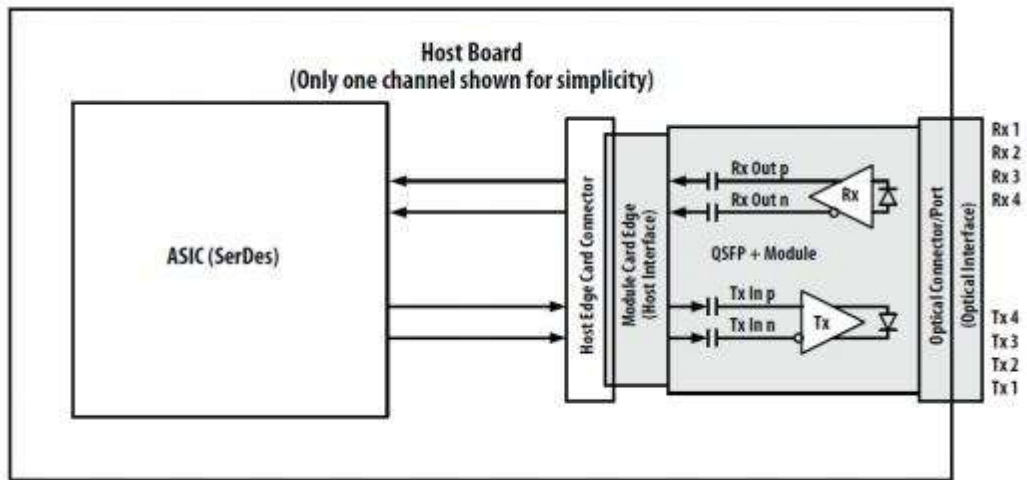 Host Board
(Only one channel shown for simplicity)
ASIC (SerDes)
Host Edge Card Connector
Module Card Edge
(Host Interface)
Rx Out p
Rx Out n
Rx
QSFP + Module
Tx In p
Tx In n
Tx
Optical Connector/Port
(Optical Interface)
Rx 1
Rx 2
Rx 3
Rx 4
Tx 4
Tx 3
Tx 2
Tx 1